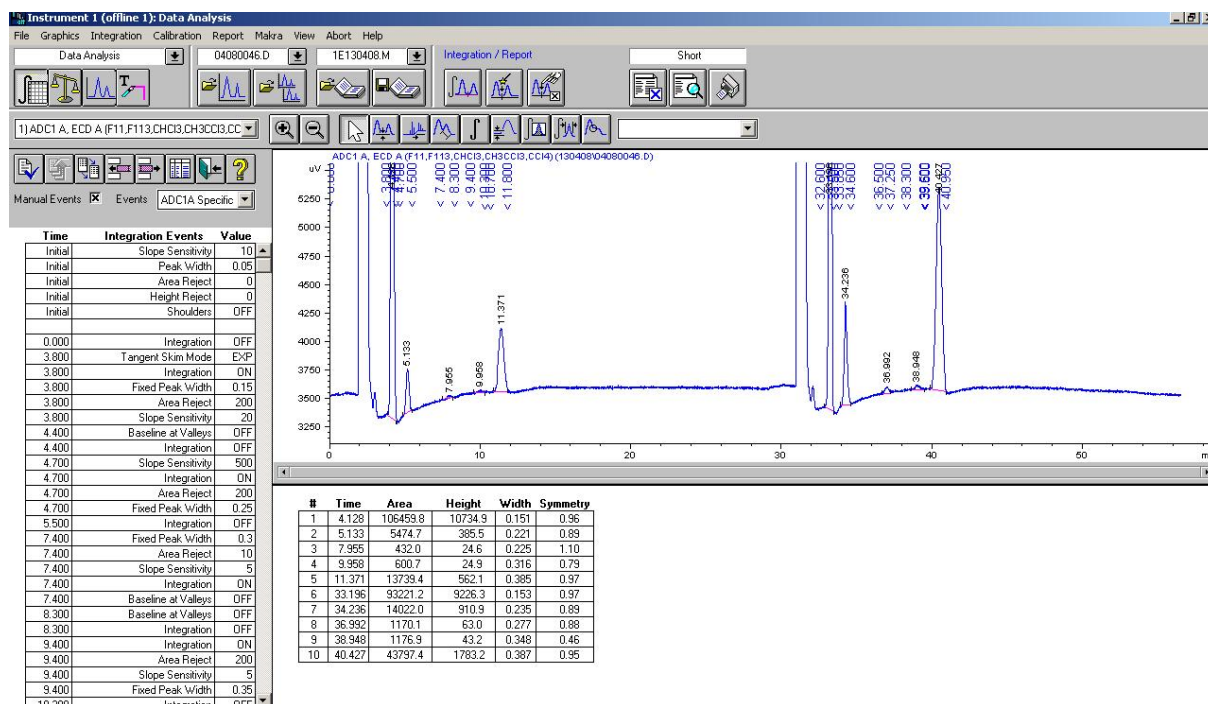 Instrument 1 (offline 1): Data Analysis
File Graphics Integration Calibration Report Makra View Abort Help
Data Analysis 04080046.D 1E130408.M Integration / Report Short
1) ADC1 A, ECD A (F11,F113,CHCl3,CH3CCl3,CC
ADC1 A, ECD A (F11,F113,CHCl3,CH3CCl3,CCl4) (130408\04080046.D)
Manual Events Events ADC1A Specific
Time Integration Events Value
Initial Slope Sensitivity 10
Initial Peak Width 0.05
Initial Area Reject 0
Initial Height Reject 0
Initial Shoulders OFF
0.000 Integration OFF
3.800 Tangent Skim Mode EXP
3.800 Integration ON
3.800 Fixed Peak Width 0.15
3.800 Area Reject 200
3.800 Slope Sensitivity 20
4.400 Baseline at Valleys OFF
4.400 Integration OFF
4.700 Slope Sensitivity 500
4.700 Integration ON
4.700 Area Reject 200
4.700 Fixed Peak Width 0.25
5.500 Integration OFF
7.400 Fixed Peak Width 0.3
7.400 Area Reject 10
7.400 Slope Sensitivity 5
7.400 Integration ON
7.400 Baseline at Valleys OFF
8.300 Baseline at Valleys OFF
8.300 Integration OFF
9.400 Integration ON
9.400 Area Reject 200
9.400 Slope Sensitivity 5
9.400 Fixed Peak Width 0.35
uV
5250
5000
4750
4500
4250
4000
3750
3500
3250
< 5.500
< 7.400
< 8.300
< 9.400
< 11.800
< 32.600
< 34.600
< 36.500
< 37.250
< 38.300
< 39.600
40.427
< 40.950
5.133
7.955
9.958
11.371
34.236
36.992
38.948
0 10 20 30 40 50 m
# Time Area Height Width Symmetry
1 4.128 106459.8 10734.9 0.151 0.96
2 5.133 5474.7 385.5 0.221 0.89
3 7.955 432.0 24.6 0.225 1.10
4 9.958 600.7 24.9 0.316 0.79
5 11.371 13739.4 562.1 0.385 0.97
6 33.196 93221.2 9226.3 0.153 0.97
7 34.236 14022.0 910.9 0.235 0.89
8 36.992 1170.1 63.0 0.277 0.88
9 38.948 1176.9 43.2 0.348 0.46
10 40.427 43797.4 1783.2 0.387 0.95